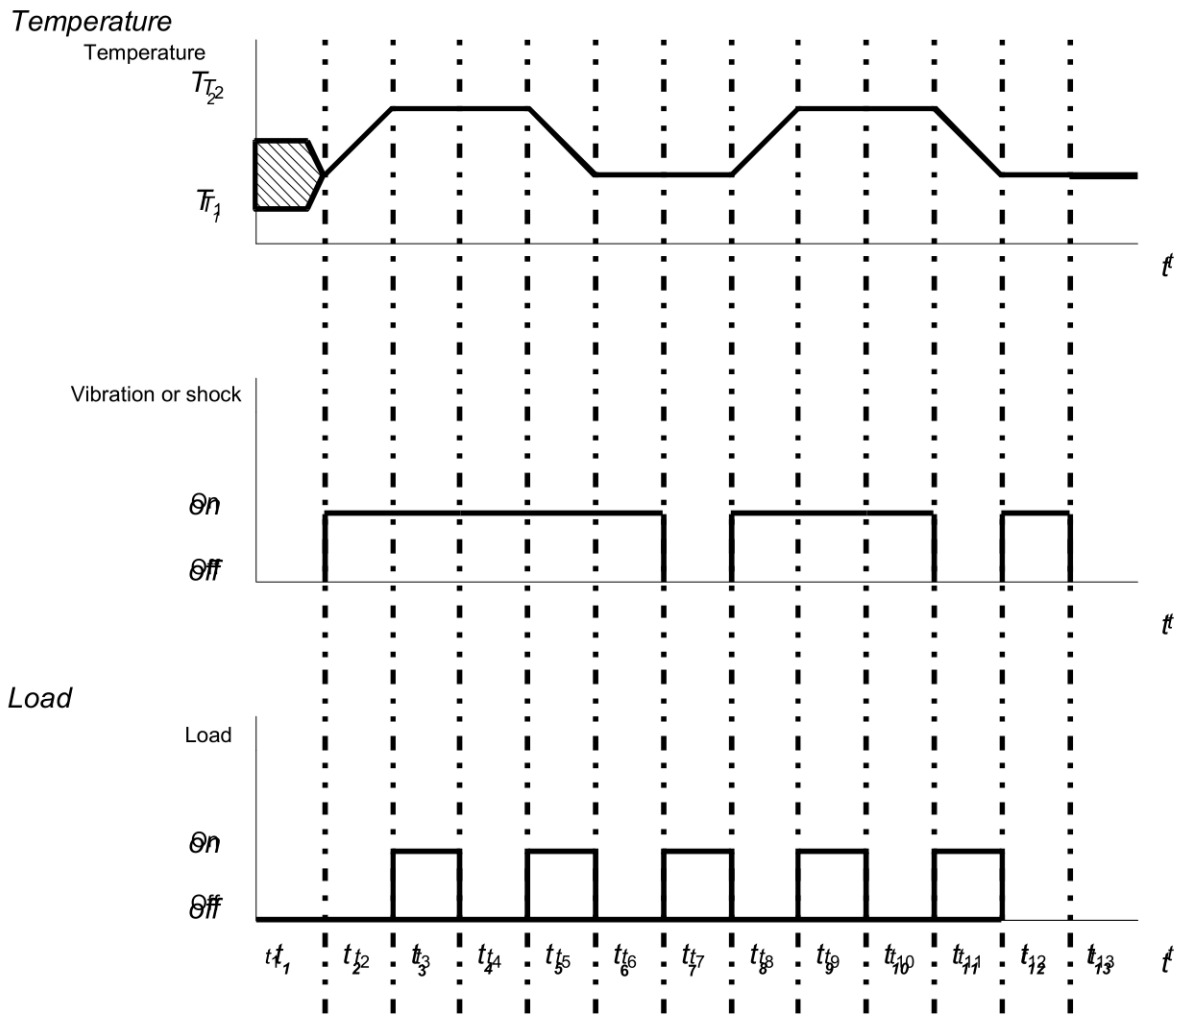 Temperature
Temperature
T2
T1
t
Vibration or shock
On
Off
t
Load
Load
On
Off
t1 t2 t3 t4 t5 t6 t7 t8 t9 t10 t11 t12 t13 t